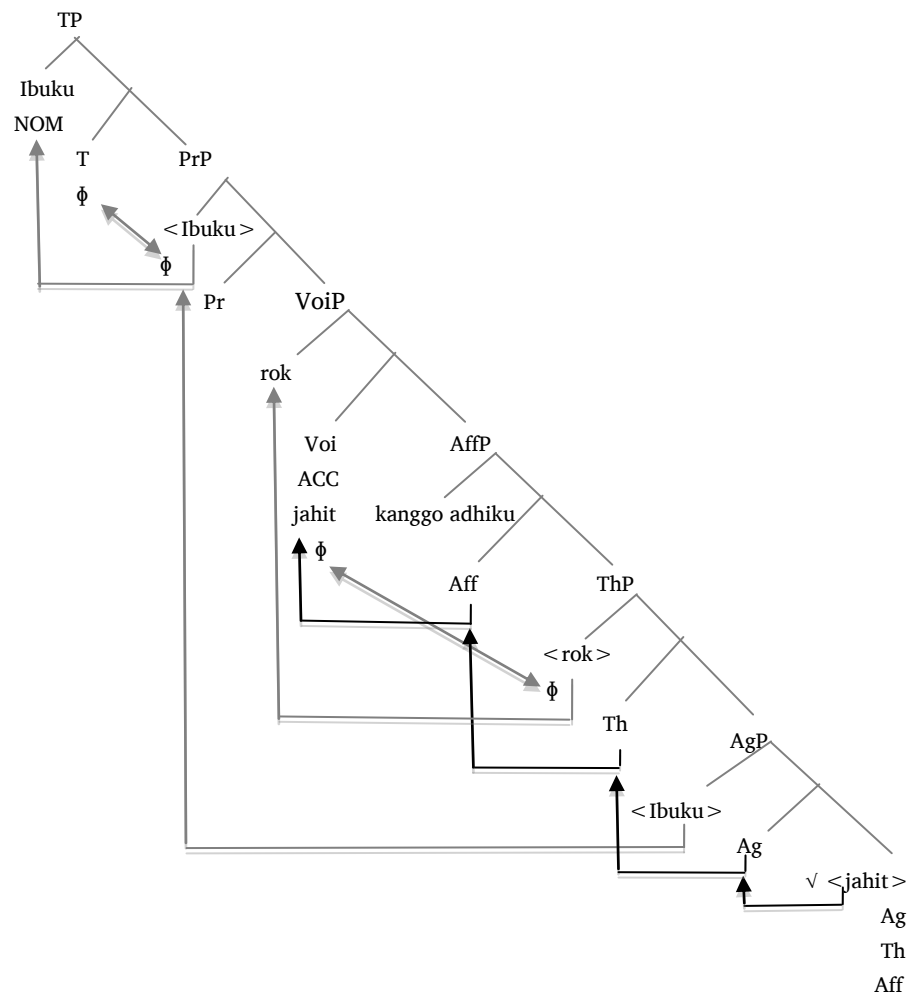 TP
Ibuku
NOM
T
PrP
ϕ
<Ibuku>
ϕ
Pr
VoiP
rok
Voi
AffP
ACC
jahit
kanggo adhiku
ϕ
Aff
ThP
<rok>
ϕ
Th
AgP
<Ibuku>
Ag
√ <jahit>
Ag
Th
Aff